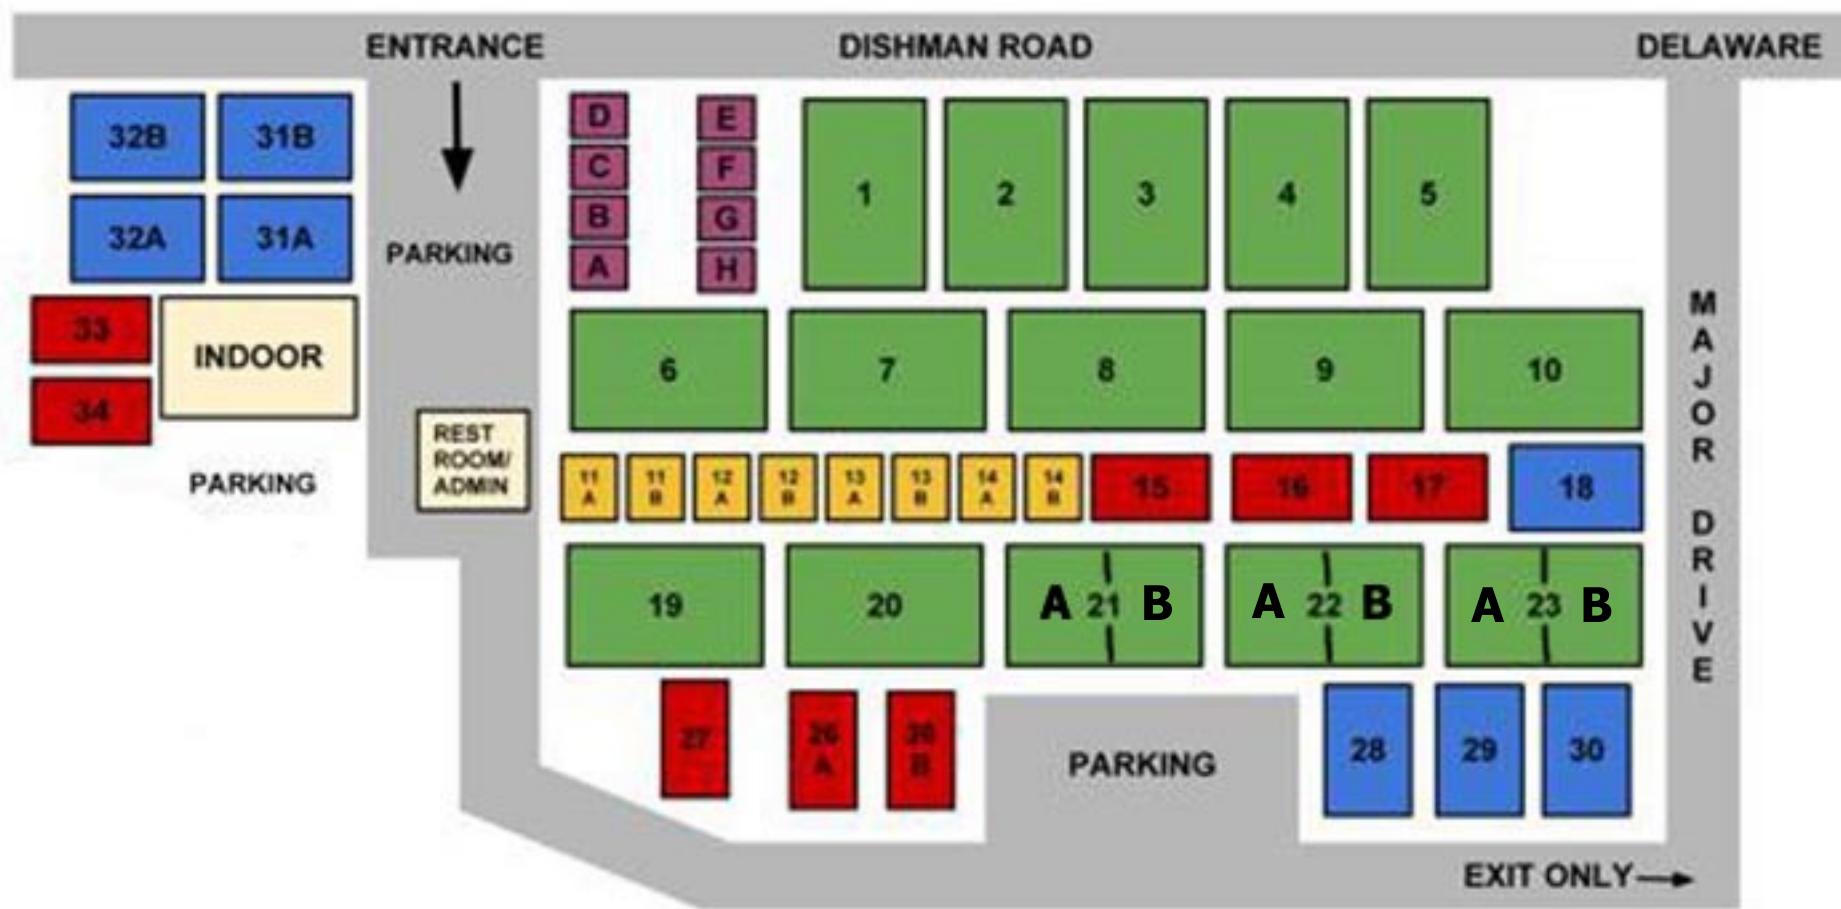 ENTRANCE
DISHMAN ROAD
DELAWARE
32B
31B
32A
31A
33
34
INDOOR
PARKING
PARKING
REST
ROOM/
ADMIN
D
C
B
A
E
F
G
H
1
2
3
4
5
6
7
8
9
10
11
A
11
B
12
A
12
B
13
A
13
B
14
A
14
B
15
16
17
18
19
20
A 21 B
A 22 B
A 23 B
27
26
A
B
PARKING
28
29
30
MAJOR DRIVE
EXIT ONLY